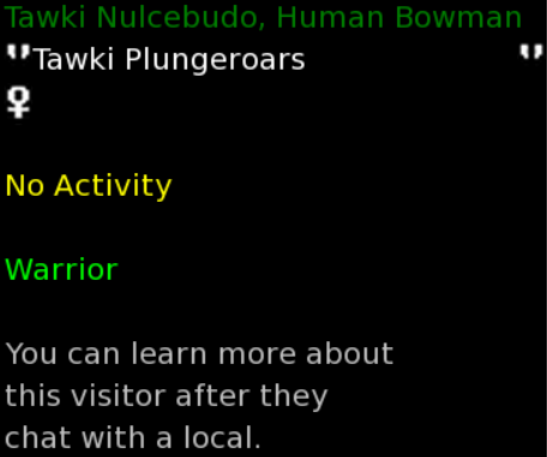 Tawki Nulcebudo, Human Bowman
"Tawki Plungeroars "
♀
No Activity
Warrior
You can learn more about
this visitor after they
chat with a local.